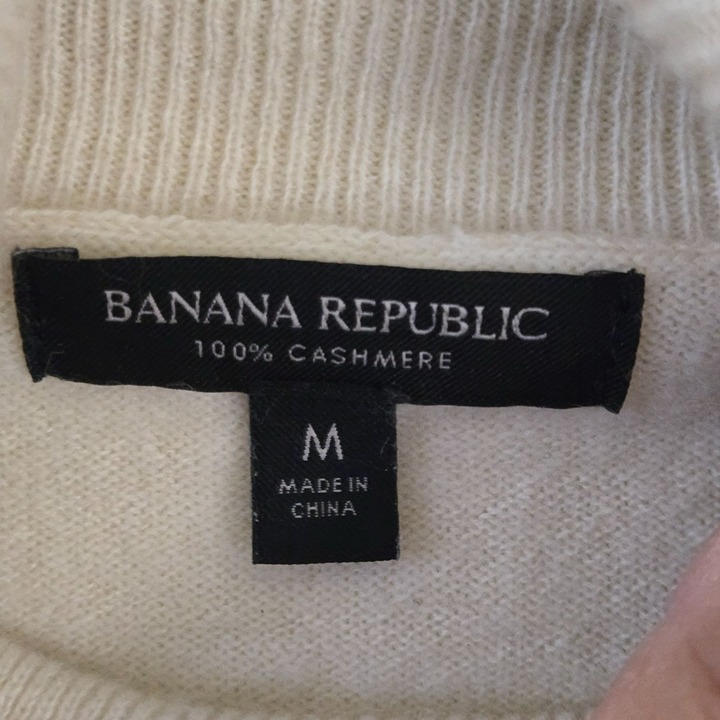 BANANA REPUBLIC
100% CASHMERE
M
MADE IN
CHINA